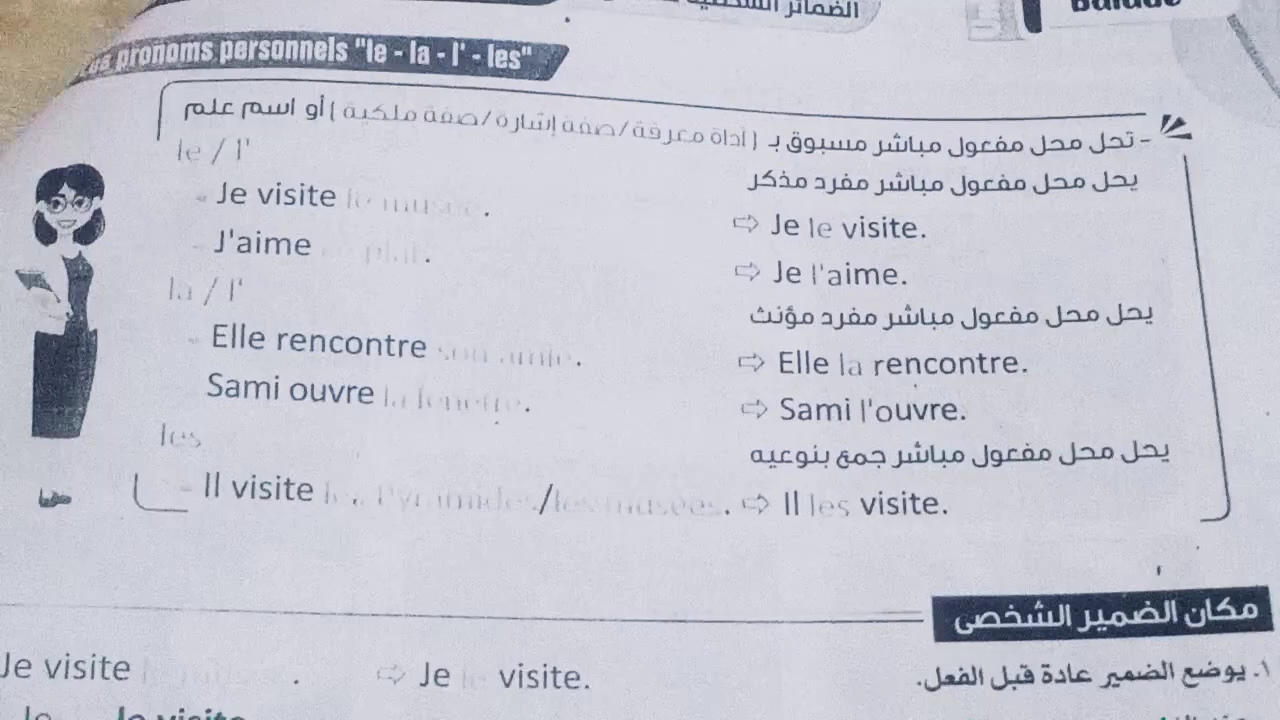 الضمائر
Les pronoms personnels "le - la - l' - les"
- تحل محل مفعول مباشر مسبوق بـ ( أداة معرفة/صفة إشارة/صفة ملكية ) أو اسم علم
le / l'
يحل محل مفعول مباشر مفرد مذكر
- Je visite le musée. ⇨ Je le visite.
- J'aime le plat. ⇨ Je l'aime.
la / l'
يحل محل مفعول مباشر مفرد مؤنث
- Elle rencontre son amie. ⇨ Elle la rencontre.
Sami ouvre la fenêtre. ⇨ Sami l'ouvre.
les
يحل محل مفعول مباشر جمع بنوعيه
- Il visite les Pyramides/les musées. ⇨ Il les visite.
مكان الضمير الشخصى
١. يوضع الضمير عادة قبل الفعل.
Je visite . ⇨ Je le visite.